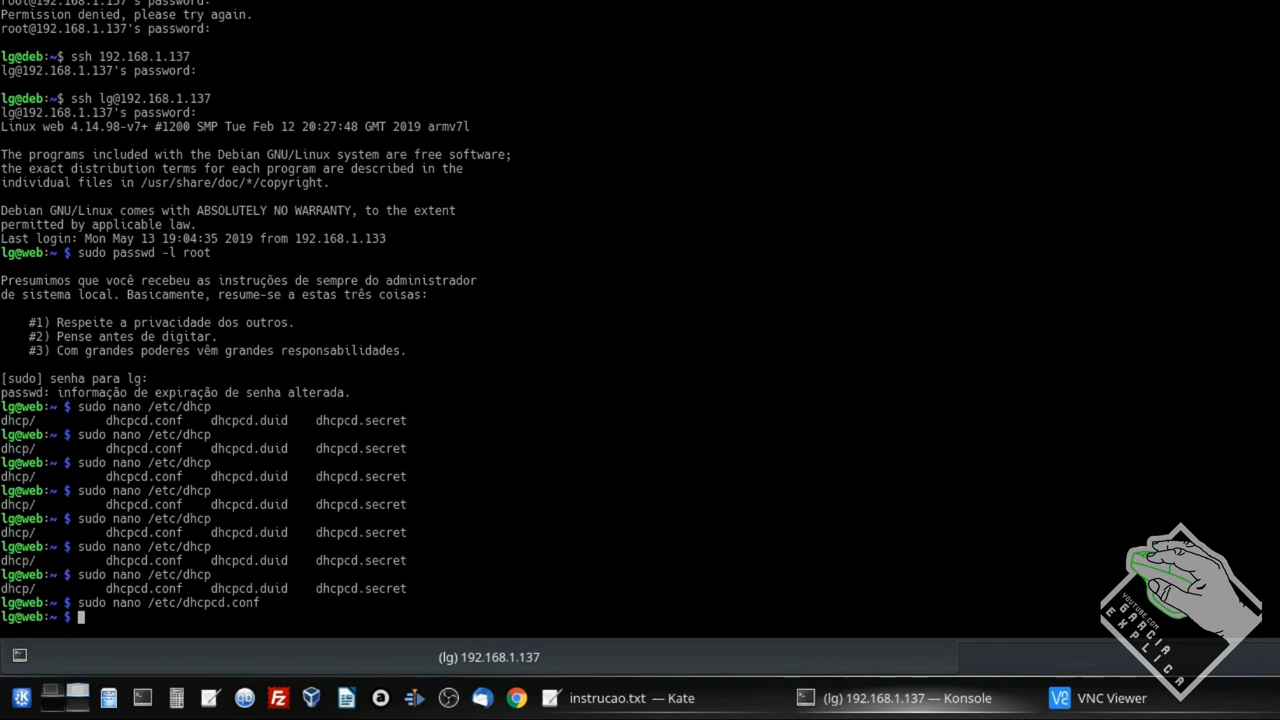 root@192.168.1.137's password:
Permission denied, please try again.
root@192.168.1.137's password:
lg@deb:~$ ssh 192.168.1.137
lg@192.168.1.137's password:
lg@deb:~$ ssh lg@192.168.1.137
lg@192.168.1.137's password:
Linux web 4.14.98-v7+ #1200 SMP Tue Feb 12 20:27:48 GMT 2019 armv7l
The programs included with the Debian GNU/Linux system are free software;
the exact distribution terms for each program are described in the
individual files in /usr/share/doc/*/copyright.
Debian GNU/Linux comes with ABSOLUTELY NO WARRANTY, to the extent
permitted by applicable law.
Last login: Mon May 13 19:04:35 2019 from 192.168.1.133
lg@web:~ $ sudo passwd -l root
Presumimos que você recebeu as instruções de sempre do administrador
de sistema local. Basicamente, resume-se a estas três coisas:
#1) Respeite a privacidade dos outros.
#2) Pense antes de digitar.
#3) Com grandes poderes vêm grandes responsabilidades.
[sudo] senha para lg:
passwd: informação de expiração de senha alterada.
lg@web:~ $ sudo nano /etc/dhcp
dhcp/ dhcpcd.conf dhcpcd.duid dhcpcd.secret
lg@web:~ $ sudo nano /etc/dhcp
dhcp/ dhcpcd.conf dhcpcd.duid dhcpcd.secret
lg@web:~ $ sudo nano /etc/dhcp
dhcp/ dhcpcd.conf dhcpcd.duid dhcpcd.secret
lg@web:~ $ sudo nano /etc/dhcp
dhcp/ dhcpcd.conf dhcpcd.duid dhcpcd.secret
lg@web:~ $ sudo nano /etc/dhcp
dhcp/ dhcpcd.conf dhcpcd.duid dhcpcd.secret
lg@web:~ $ sudo nano /etc/dhcp
dhcp/ dhcpcd.conf dhcpcd.duid dhcpcd.secret
lg@web:~ $ sudo nano /etc/dhcp
dhcp/ dhcpcd.conf dhcpcd.duid dhcpcd.secret
lg@web:~ $ sudo nano /etc/dhcpcd.conf
lg@web:~ $
YOUTUBE.COM
GARCIA
EXPLICA
(lg) 192.168.1.137
instrucao.txt — Kate
(lg) 192.168.1.137 — Konsole
VNC Viewer